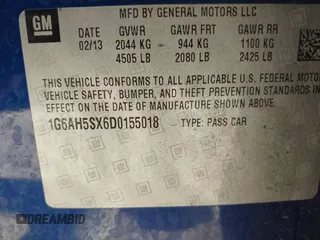 GM
MFD BY GENERAL MOTORS LLC
DATE GVWR GAWR FRT GAWR RR
02/13 2044 KG 944 KG 1100 KG
4505 LB 2080 LB 2425 LB
THIS VEHICLE CONFORMS TO ALL APPLICABLE U.S. FEDERAL MOTOR
VEHICLE SAFETY, BUMPER, AND THEFT PREVENTION STANDARDS IN
EFFECT ON THE DATE OF MANUFACTURE SHOWN ABOVE.
1G6AH5SX6D0155018 TYPE: PASS CAR
DREAMBID